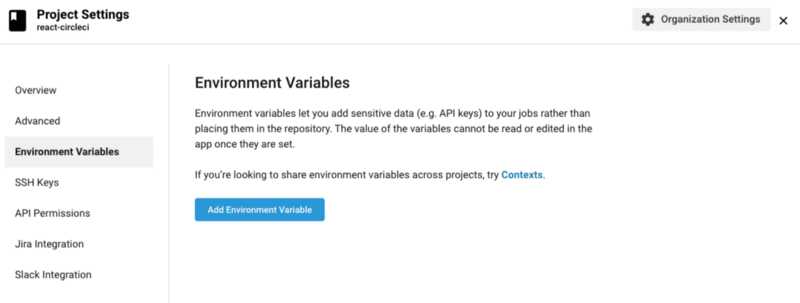 Project Settings
react-circleci
Organization Settings
Overview
Advanced
Environment Variables
SSH Keys
API Permissions
Jira Integration
Slack Integration
Environment Variables
Environment variables let you add sensitive data (e.g. API keys) to your jobs rather than
placing them in the repository. The value of the variables cannot be read or edited in the
app once they are set.
If you're looking to share environment variables across projects, try Contexts.
Add Environment Variable